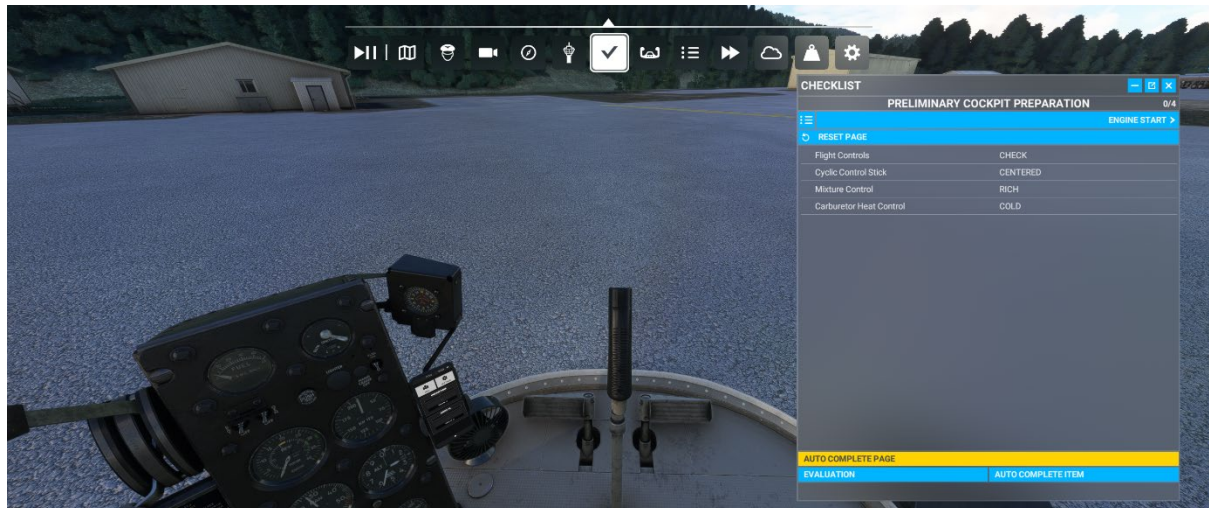 CHECKLIST
PRELIMINARY COCKPIT PREPARATION 0/4
ENGINE START >
RESET PAGE
Flight Controls CHECK
Cyclic Control Stick CENTERED
Mixture Control RICH
Carburetor Heat Control COLD
AUTO COMPLETE PAGE
EVALUATION AUTO COMPLETE ITEM
FUEL